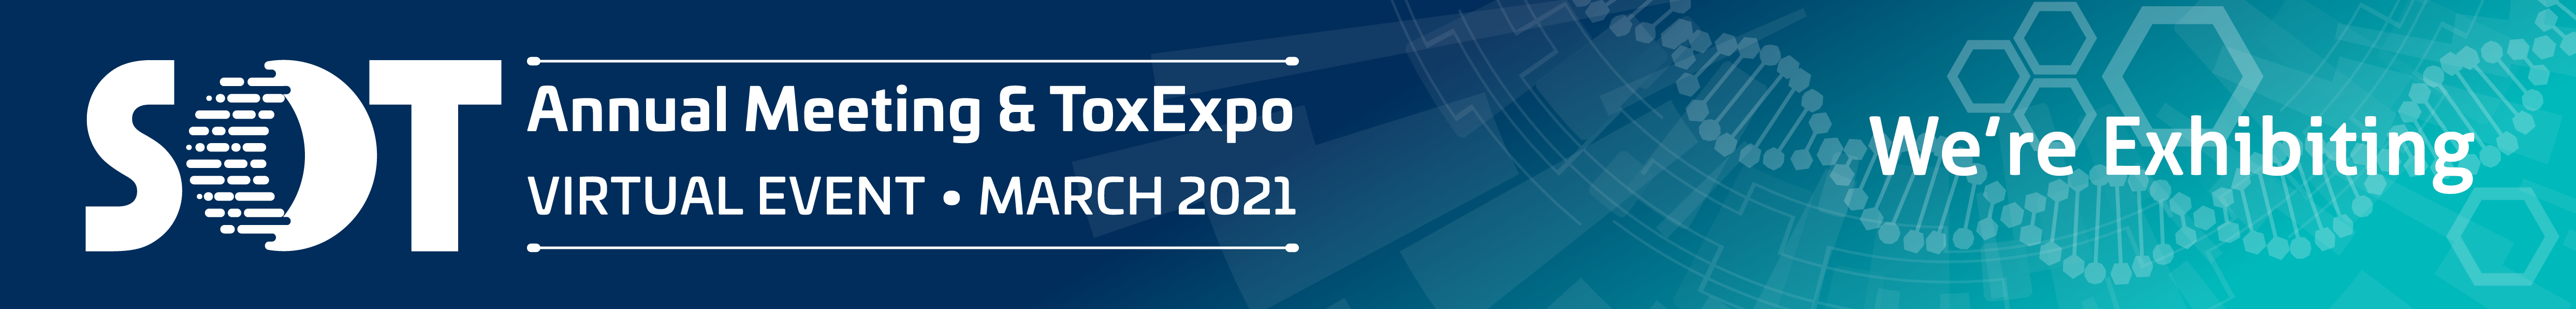 SOT
Annual Meeting & ToxExpo
VIRTUAL EVENT • MARCH 2021
We‘re Exhibiting